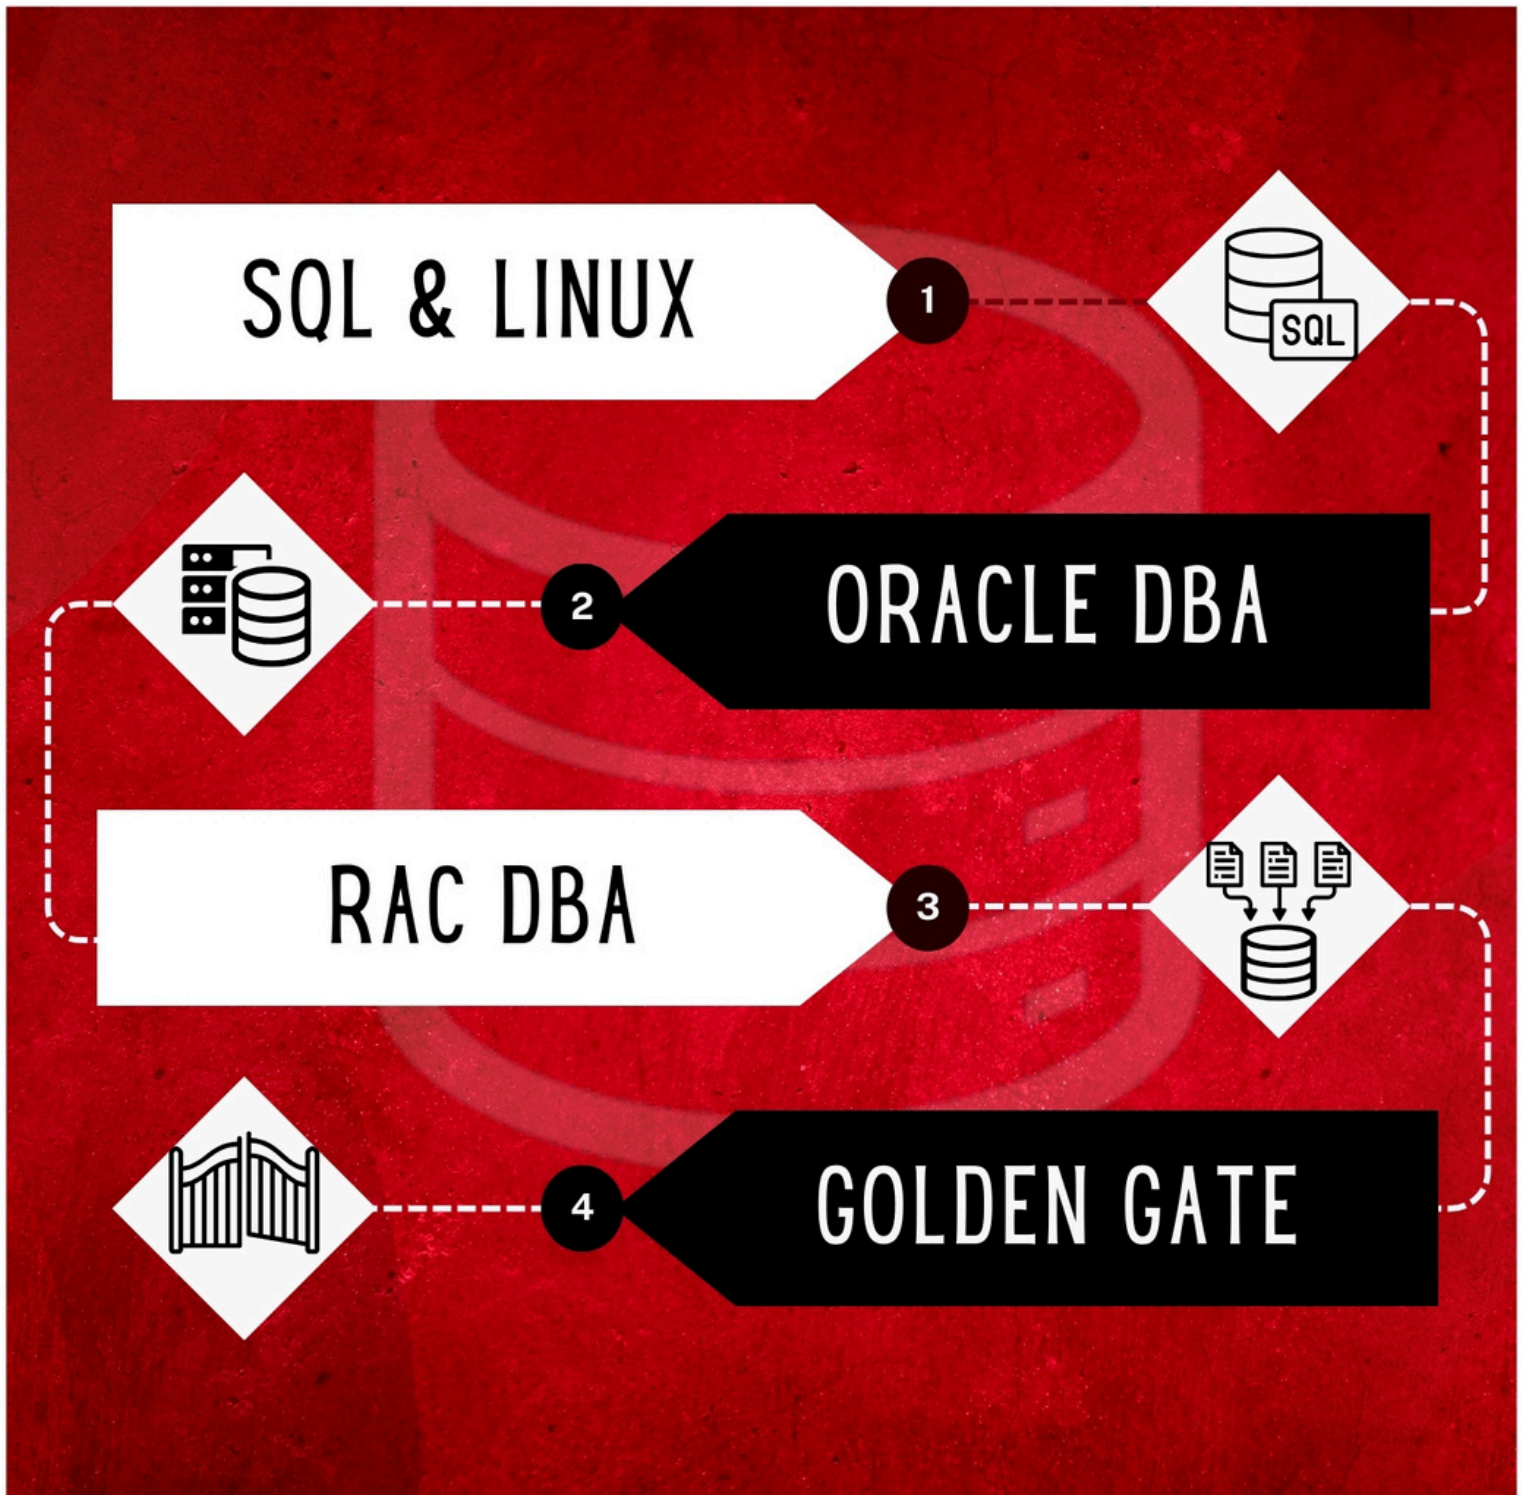 SQL & LINUX
1
SQL
2
ORACLE DBA
RAC DBA
3
4
GOLDEN GATE